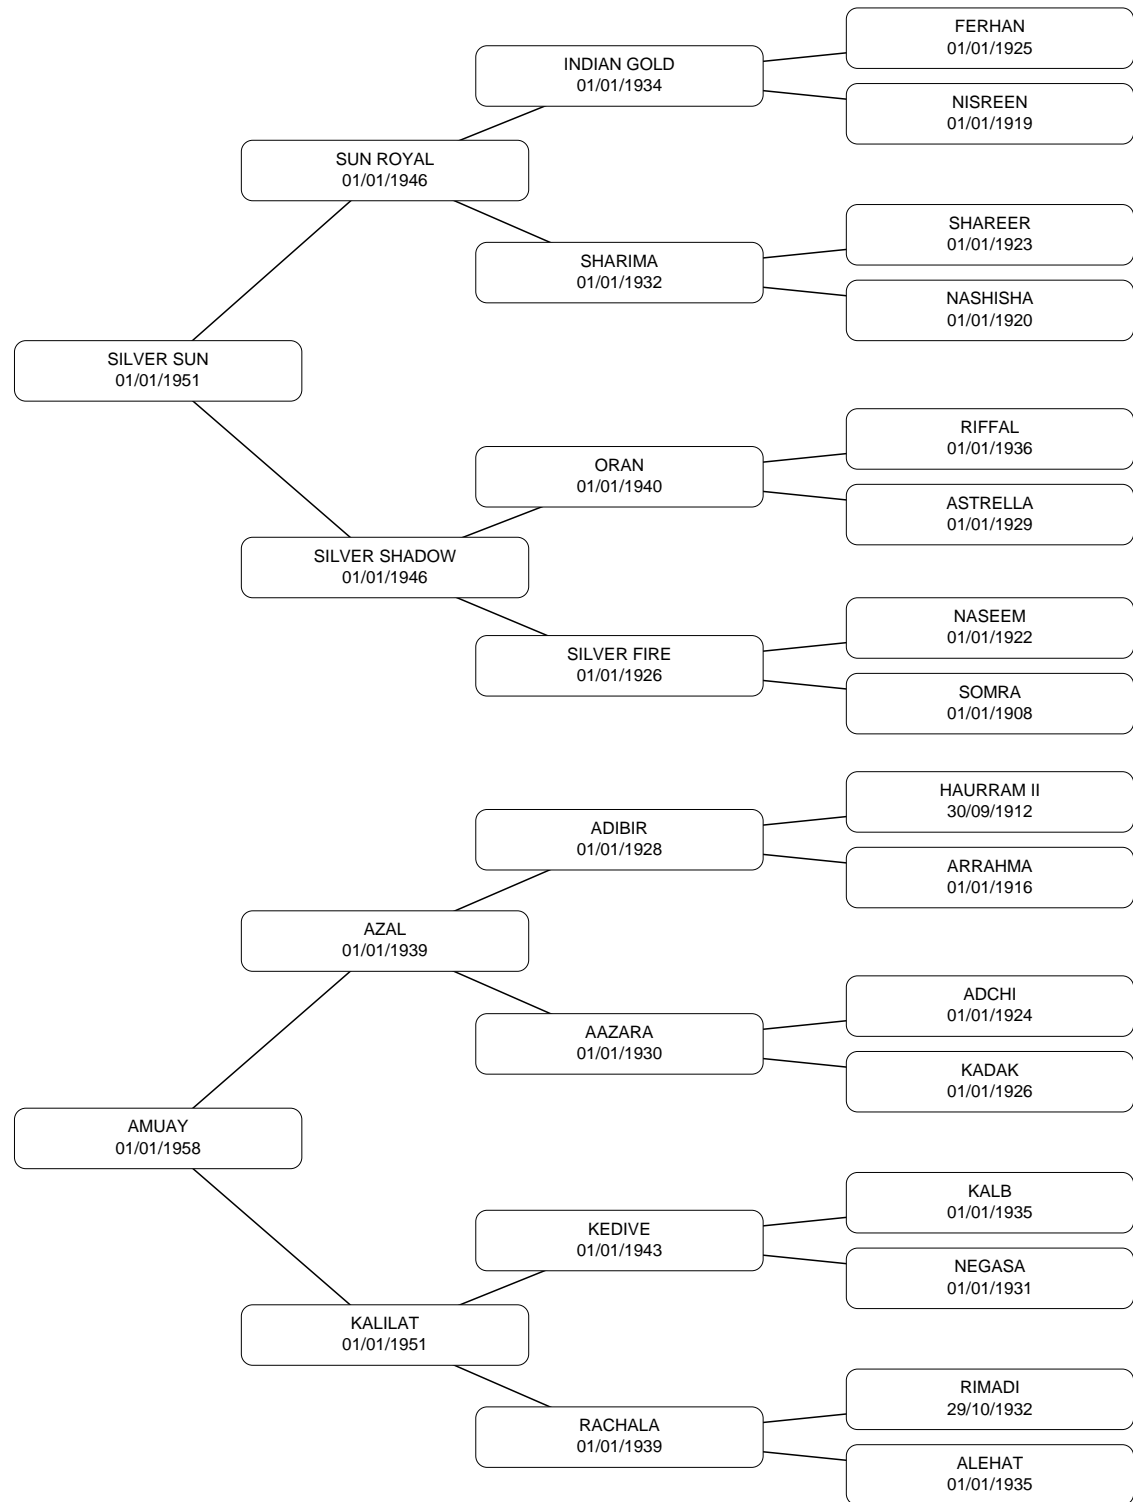 FERHAN
01/01/1925
INDIAN GOLD
01/01/1934
NISREEN
01/01/1919
SUN ROYAL
01/01/1946
SHAREER
01/01/1923
SHARIMA
01/01/1932
NASHISHA
01/01/1920
SILVER SUN
01/01/1951
RIFFAL
01/01/1936
ORAN
01/01/1940
ASTRELLA
01/01/1929
SILVER SHADOW
01/01/1946
NASEEM
01/01/1922
SILVER FIRE
01/01/1926
SOMRA
01/01/1908
HAURRAM II
30/09/1912
ADIBIR
01/01/1928
ARRAHMA
01/01/1916
AZAL
01/01/1939
ADCHI
01/01/1924
AAZARA
01/01/1930
KADAK
01/01/1926
AMUAY
01/01/1958
KALB
01/01/1935
KEDIVE
01/01/1943
NEGASA
01/01/1931
KALILAT
01/01/1951
RIMADI
29/10/1932
RACHALA
01/01/1939
ALEHAT
01/01/1935